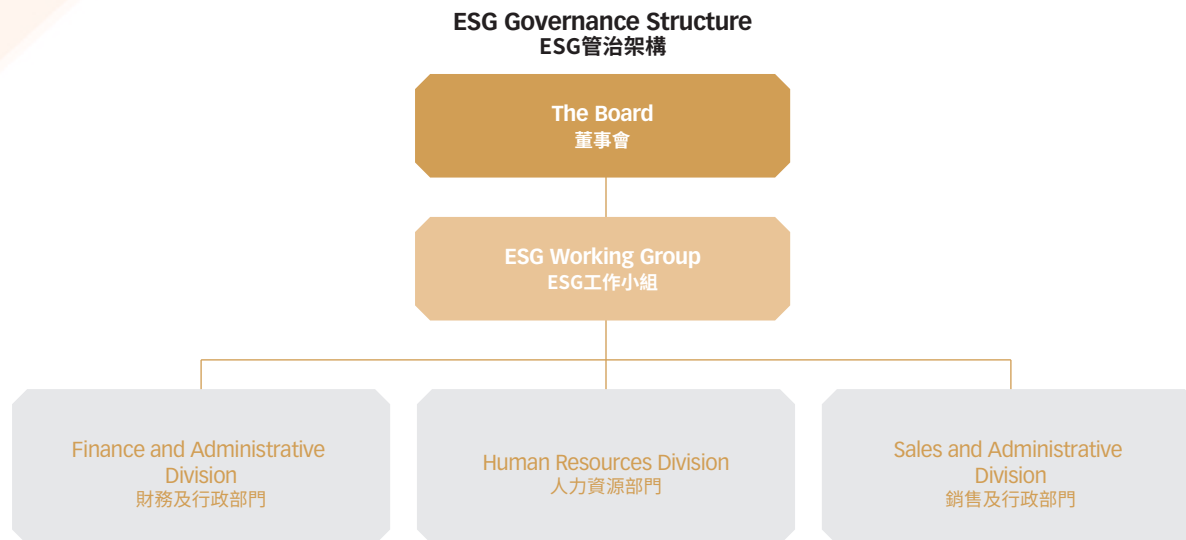 ESG Governance Structure
ESG管治架構
The Board
董事會
ESG Working Group
ESG工作小組
Finance and Administrative
Division
財務及行政部門
Human Resources Division
人力資源部門
Sales and Administrative
Division
銷售及行政部門